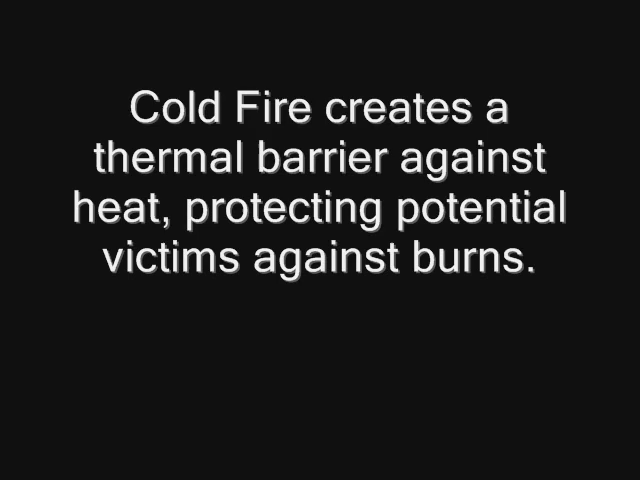 Cold Fire creates a
thermal barrier against
heat, protecting potential
victims against burns.